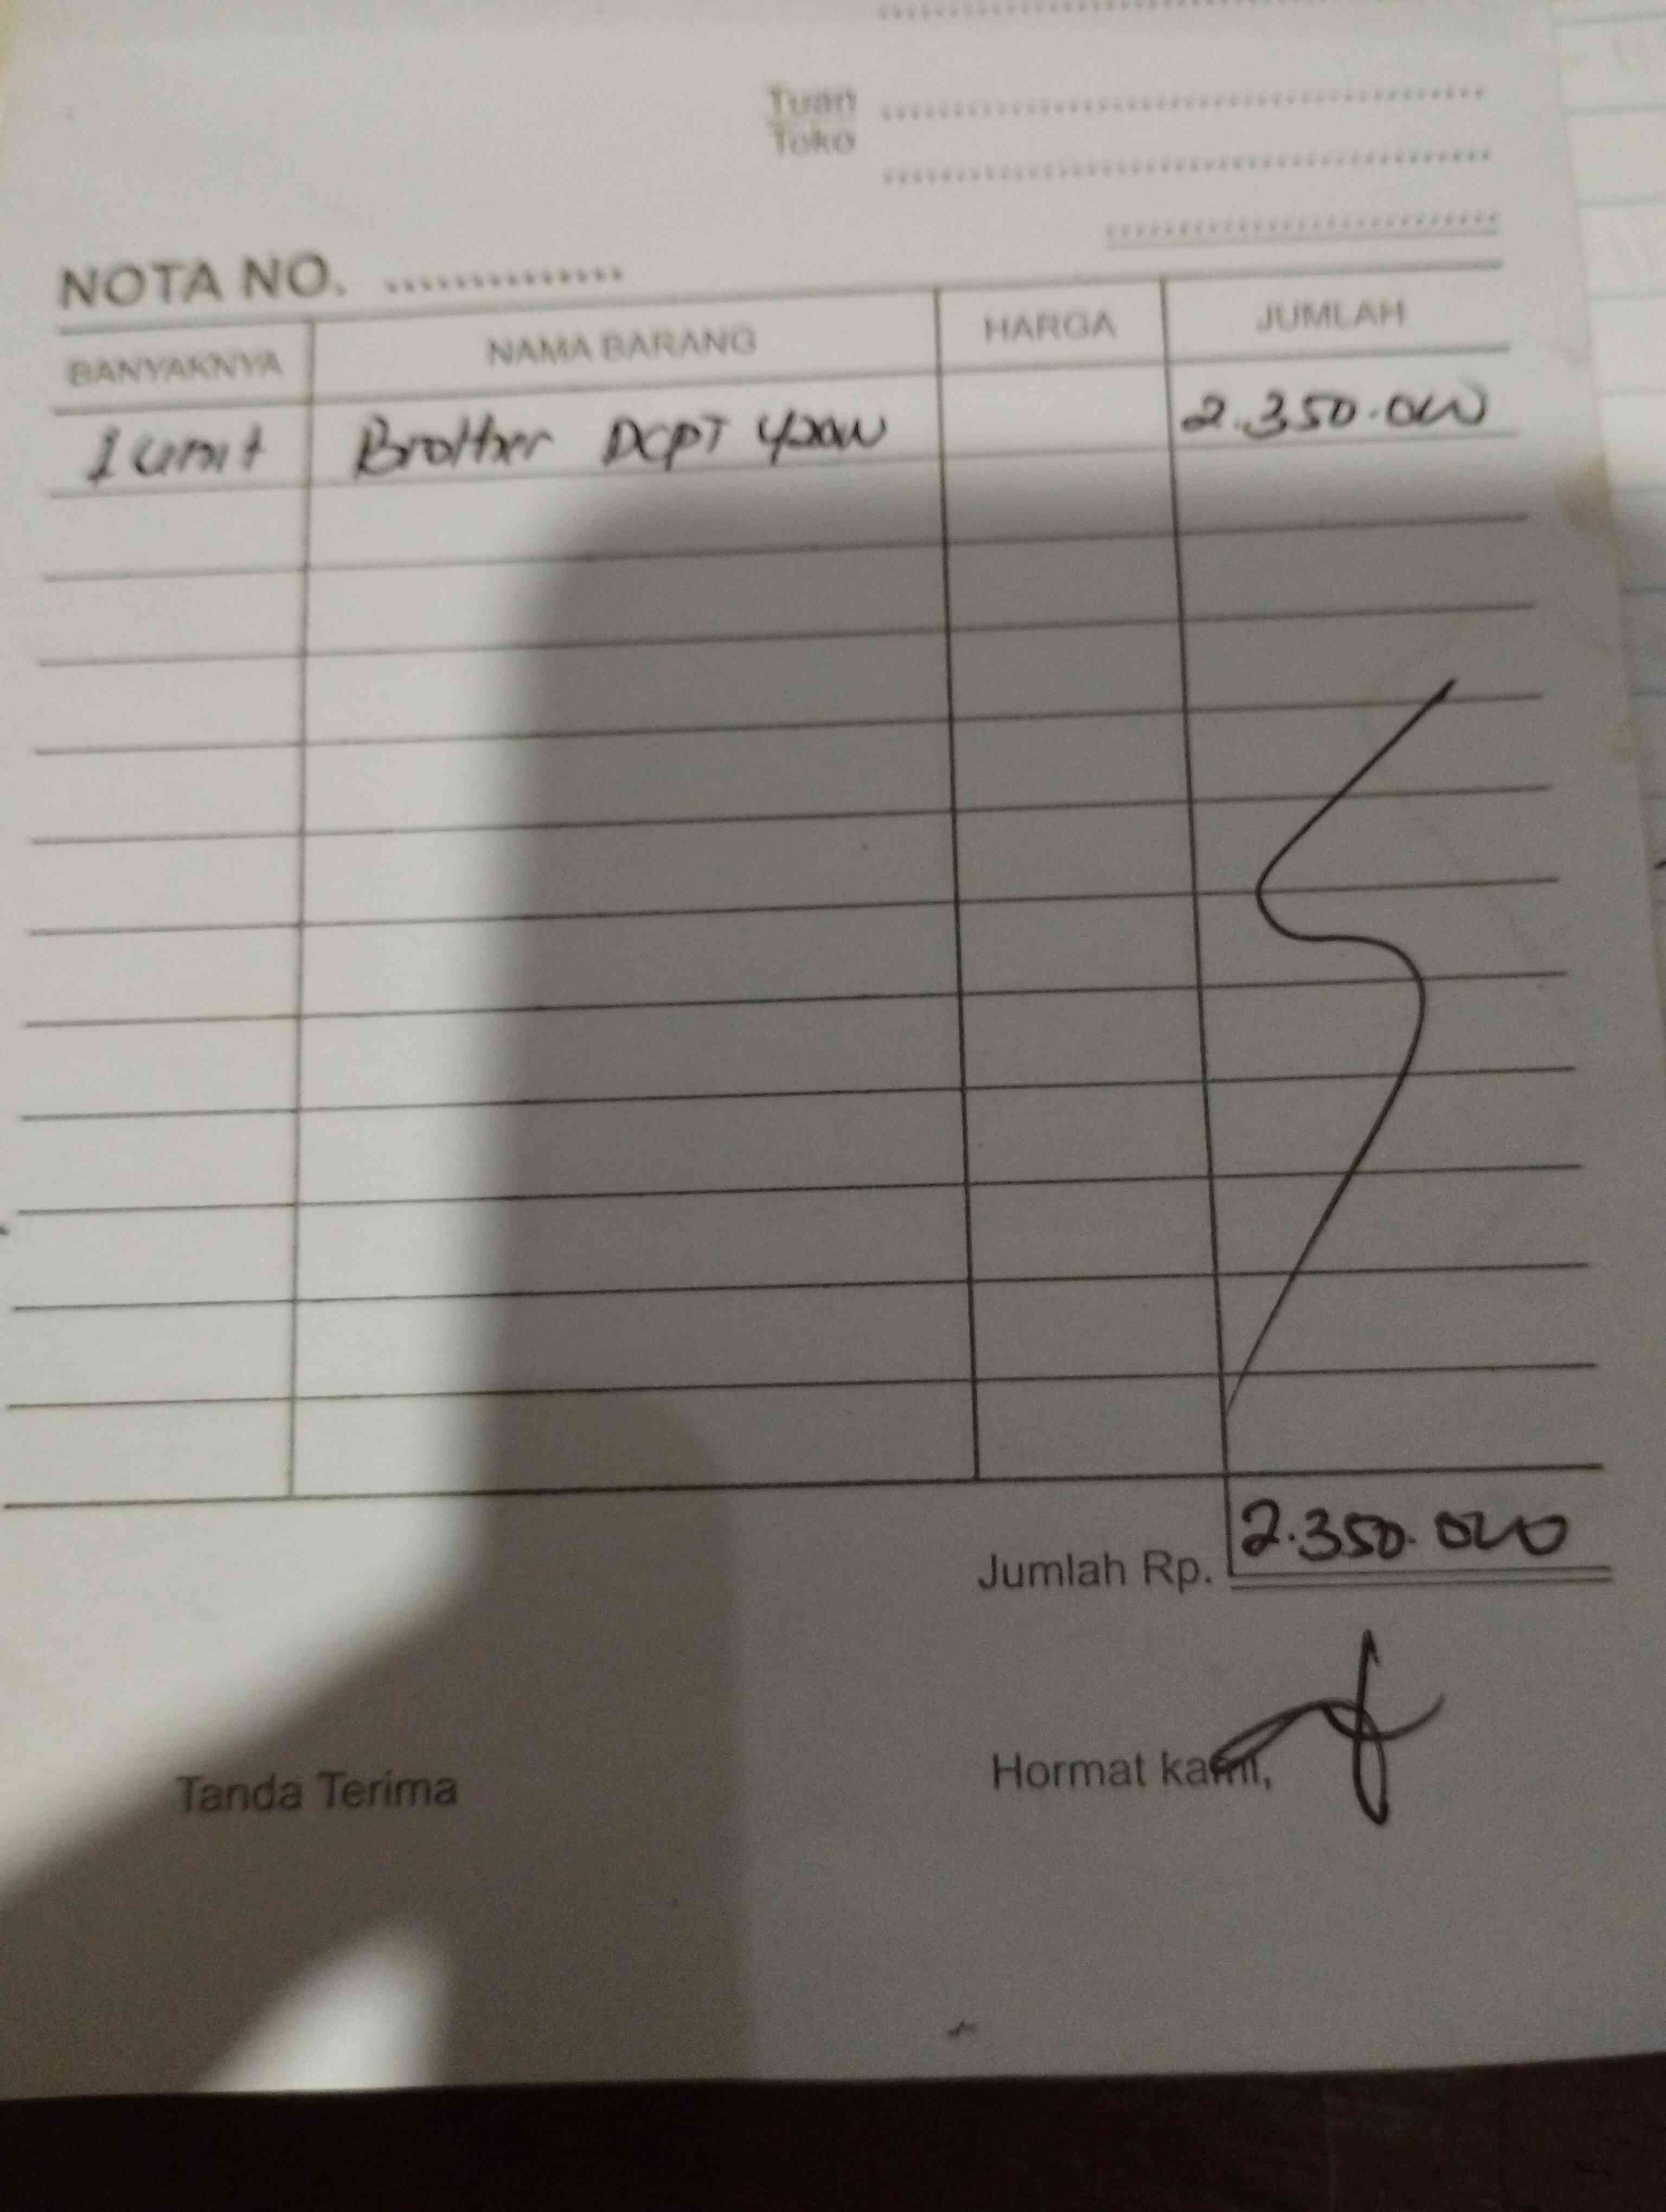 Tuan
Toko
NOTA NO.
BANYAKNYA NAMA BARANG HARGA JUMLAH
1 unit Brother DCPT 420W 2.350.000
Jumlah Rp. 2.350.000
Tanda Terima Hormat kami,